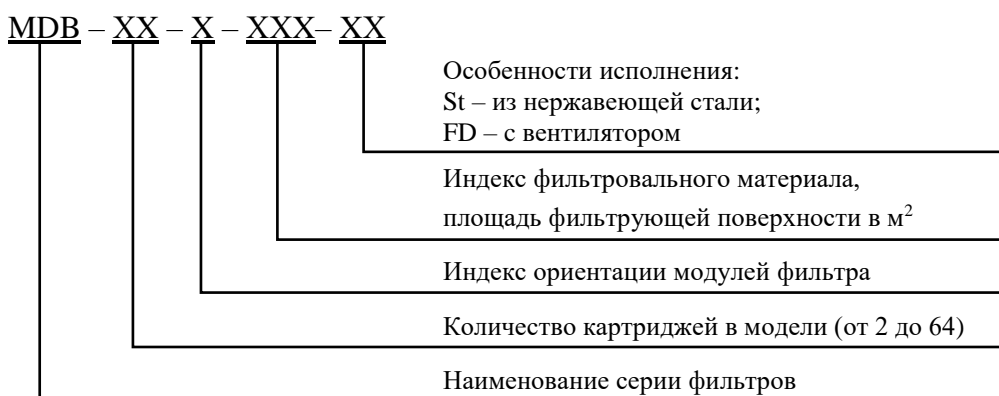 MDB – XX – X – XXX– XX
Особенности исполнения:
St – из нержавеющей стали;
FD – с вентилятором
Индекс фильтровального материала,
площадь фильтрующей поверхности в м²
Индекс ориентации модулей фильтра
Количество картриджей в модели (от 2 до 64)
Наименование серии фильтров